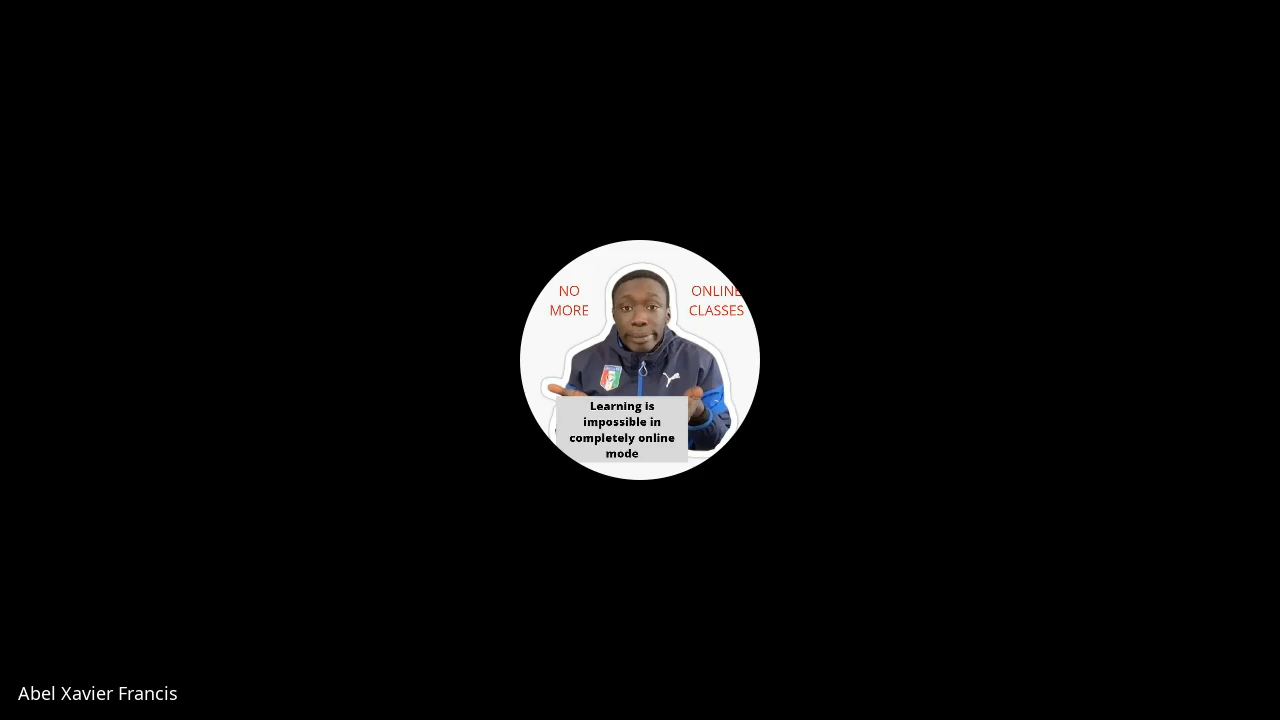 NO
MORE
ONLINE
CLASSES
Learning is
impossible in
completely online
mode
Abel Xavier Francis